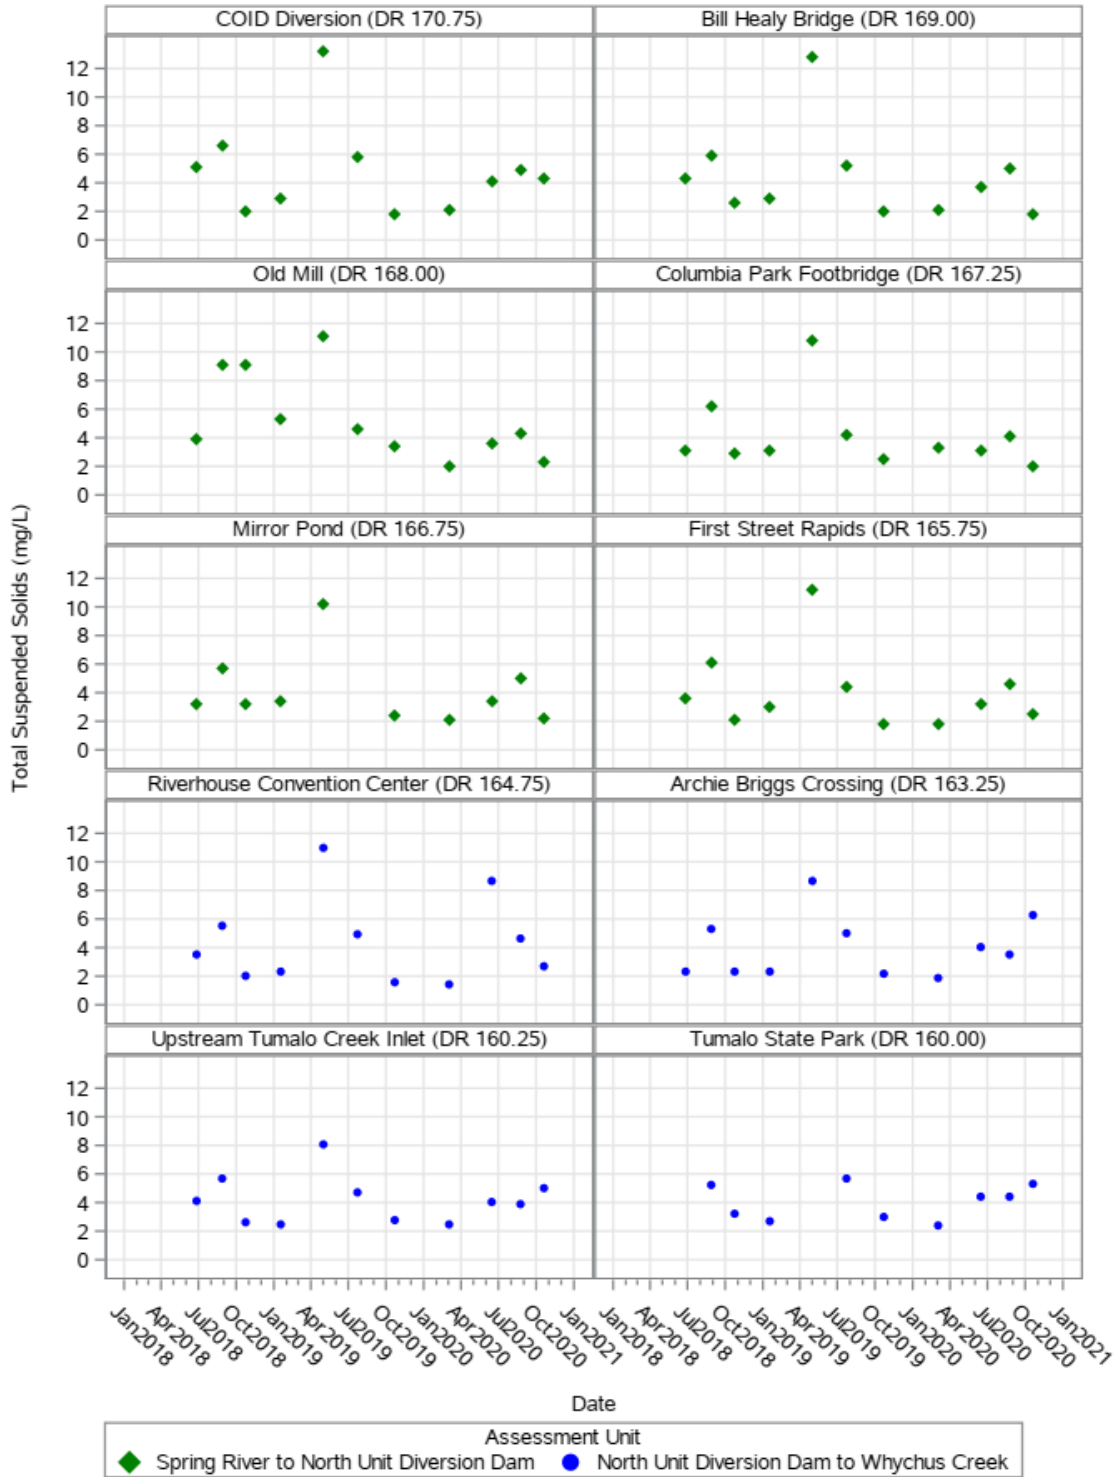 COID Diversion (DR 170.75)
Bill Healy Bridge (DR 169.00)
12
10
8
6
4
2
0
Old Mill (DR 168.00)
Columbia Park Footbridge (DR 167.25)
12
10
8
6
4
2
0
Mirror Pond (DR 166.75)
First Street Rapids (DR 165.75)
12
10
8
6
4
2
0
Total Suspended Solids (mg/L)
Riverhouse Convention Center (DR 164.75)
Archie Briggs Crossing (DR 163.25)
12
10
8
6
4
2
0
Upstream Tumalo Creek Inlet (DR 160.25)
Tumalo State Park (DR 160.00)
12
10
8
6
4
2
0
Jan2018
Apr2018
Jul2018
Oct2018
Jan2019
Apr2019
Jul2019
Oct2019
Jan2020
Apr2020
Jul2020
Oct2020
Jan2021
Jan2018
Apr2018
Jul2018
Oct2018
Jan2019
Apr2019
Jul2019
Oct2019
Jan2020
Apr2020
Jul2020
Oct2020
Jan2021
Date
Assessment Unit
Spring River to North Unit Diversion Dam
North Unit Diversion Dam to Whychus Creek